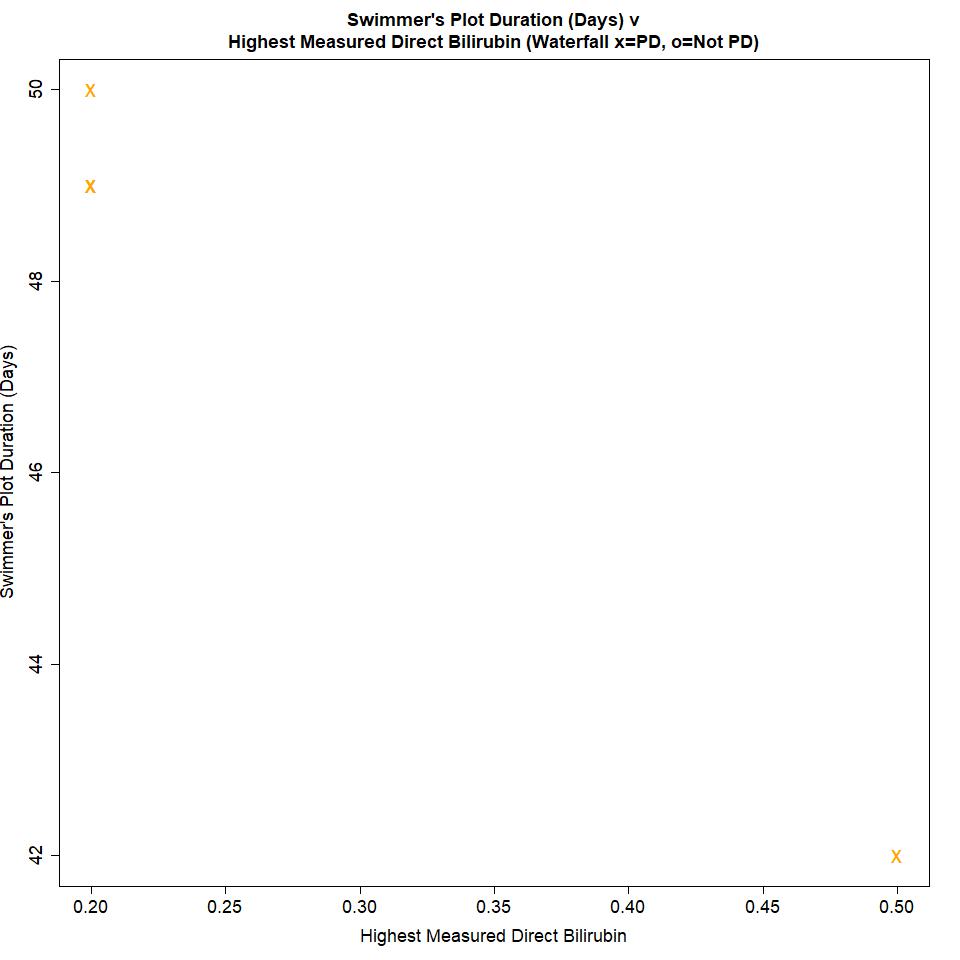 Swimmer's Plot Duration (Days) v
Highest Measured Direct Bilirubin (Waterfall x=PD, o=Not PD)
Swimmer's Plot Duration (Days)
50
48
46
44
42
X
X
X
0.20 0.25 0.30 0.35 0.40 0.45 0.50
Highest Measured Direct Bilirubin